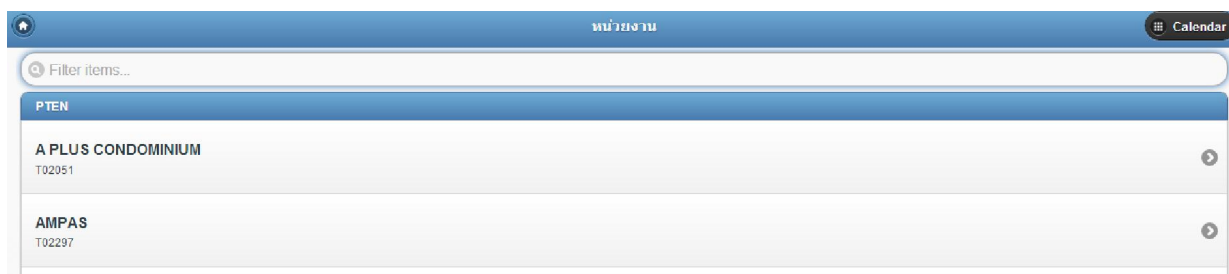 หน่วยงาน
Calendar
Filter items...
PTEN
A PLUS CONDOMINIUM
T02051
AMPAS
T02297